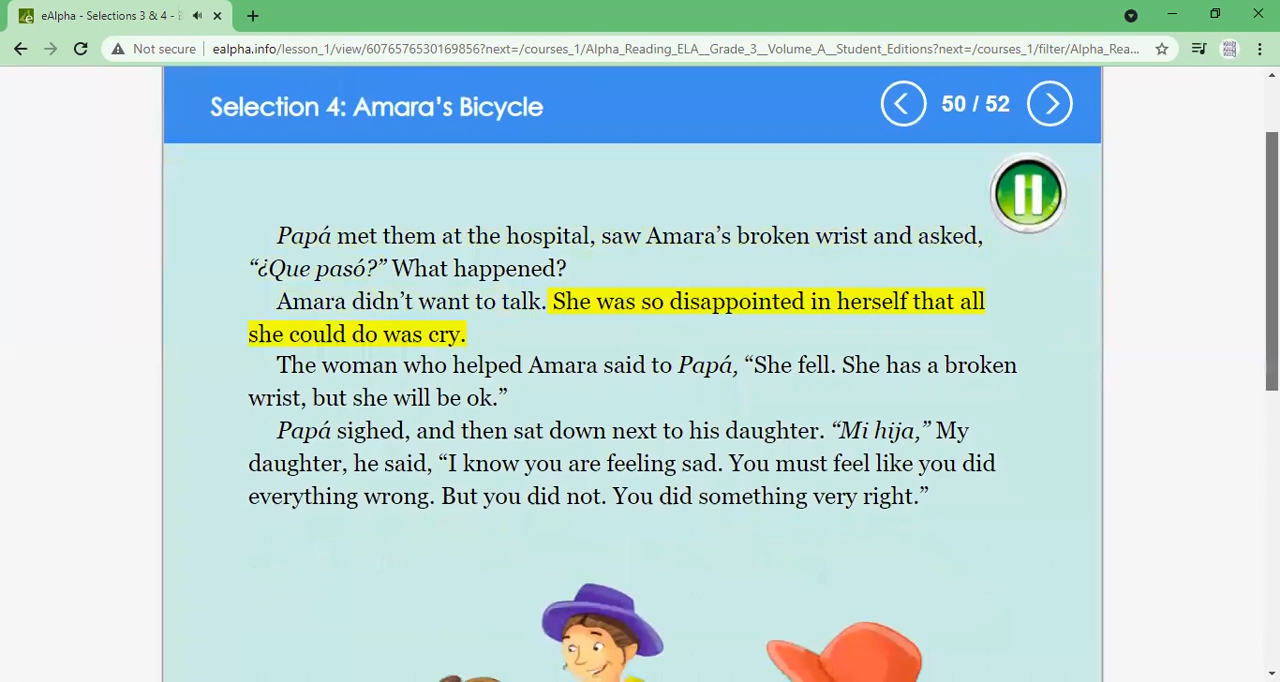 eAlpha - Selections 3 & 4 -
Not secure
ealpha.info/lesson_1/view/6076576530169856?next=/courses_1/Alpha_Reading_ELA__Grade_3__Volume_A__Student_Editions?next=/courses_1/filter/Alpha_Rea...
Selection 4: Amara’s Bicycle
50 / 52
Papá met them at the hospital, saw Amara’s broken wrist and asked,
“¿Que pasó?” What happened?
Amara didn’t want to talk. She was so disappointed in herself that all
she could do was cry.
The woman who helped Amara said to Papá, “She fell. She has a broken
wrist, but she will be ok.”
Papá sighed, and then sat down next to his daughter. “Mi hija,” My
daughter, he said, “I know you are feeling sad. You must feel like you did
everything wrong. But you did not. You did something very right.”